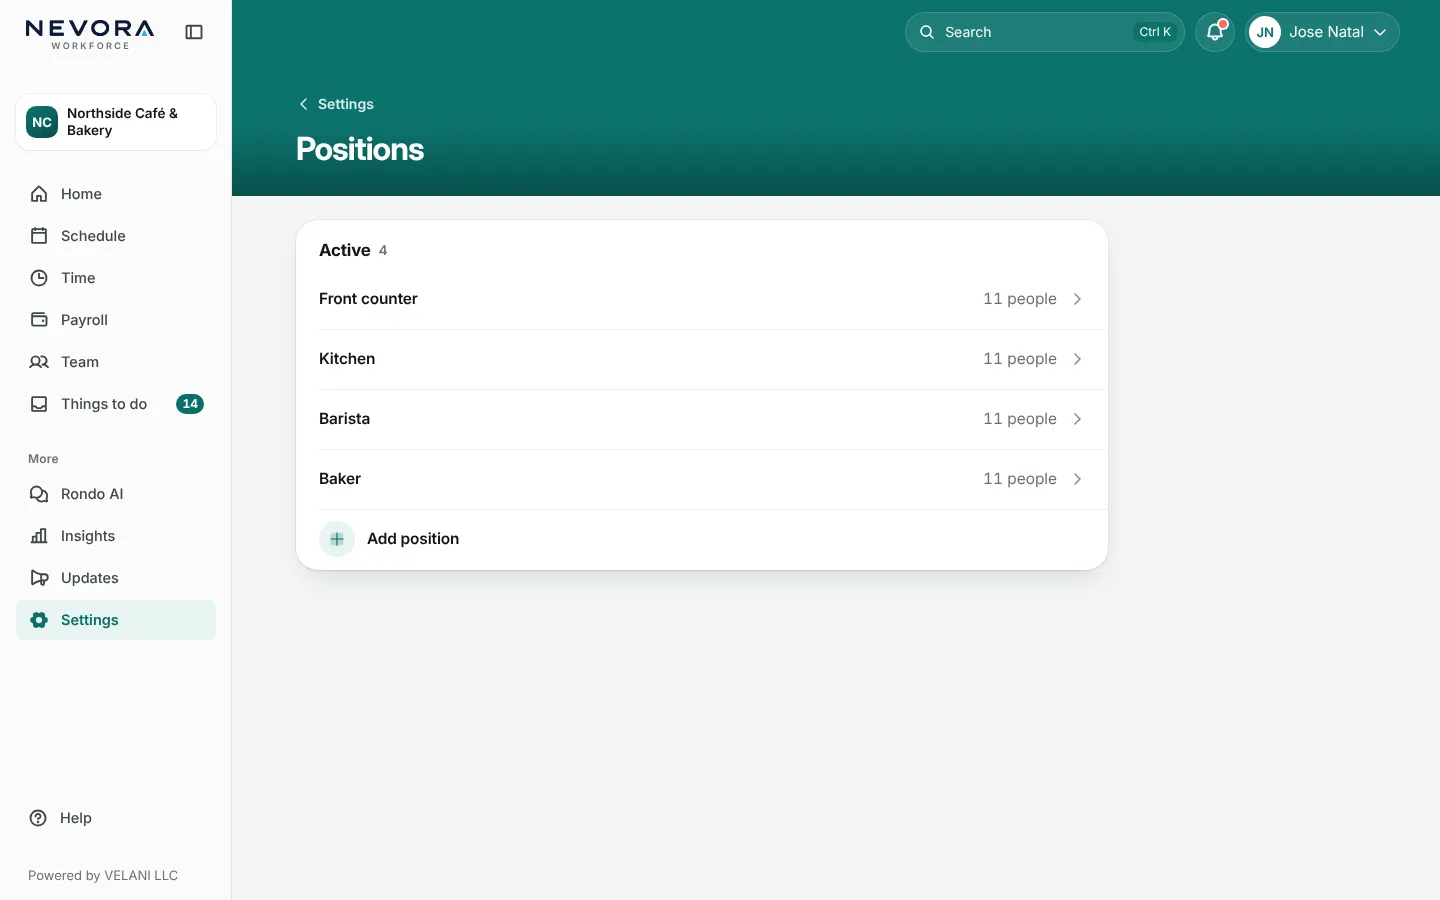 NEVORA
WORKFORCE
Search
Ctrl K
JN
Jose Natal
NC
Northside Café &
Bakery
Settings
Positions
Home
Schedule
Time
Payroll
Team
Things to do
14
More
Rondo AI
Insights
Updates
Settings
Help
Powered by VELANI LLC
Active 4
Front counter
11 people
Kitchen
11 people
Barista
11 people
Baker
11 people
Add position